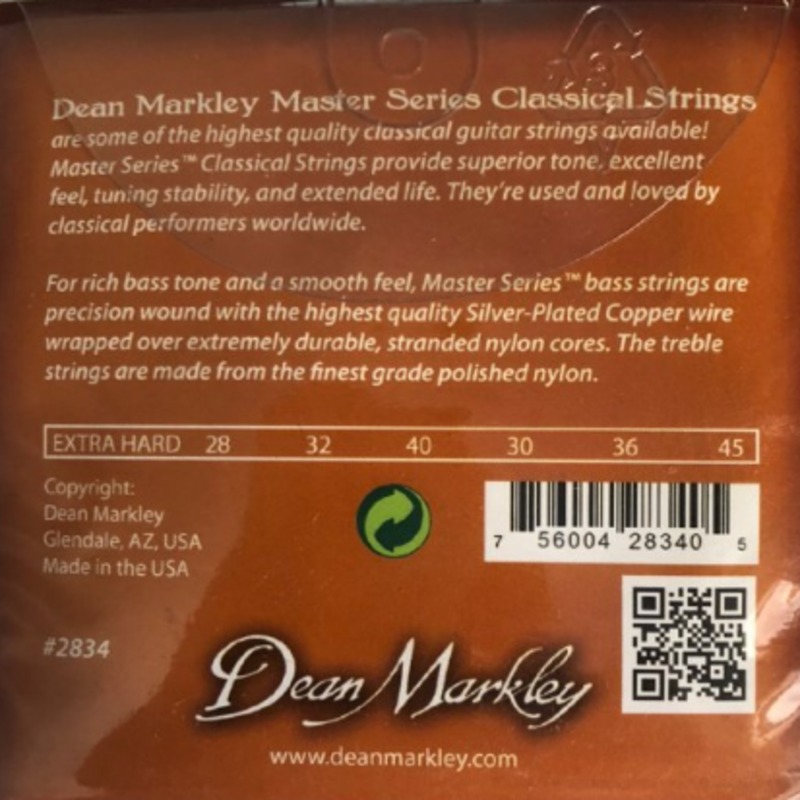 Dean Markley Master Series Classical Strings
are some of the highest quality classical guitar strings available!
Master Series™ Classical Strings provide superior tone, excellent
feel, tuning stability, and extended life. They're used and loved by
classical performers worldwide.
For rich bass tone and a smooth feel, Master Series™ bass strings are
precision wound with the highest quality Silver-Plated Copper wire
wrapped over extremely durable, stranded nylon cores. The treble
strings are made from the finest grade polished nylon.
EXTRA HARD 28 32 40 30 36 45
Copyright:
Dean Markley
Glendale, AZ, USA
Made in the USA
7 56004 28340 5
#2834
Dean Markley
www.deanmarkley.com